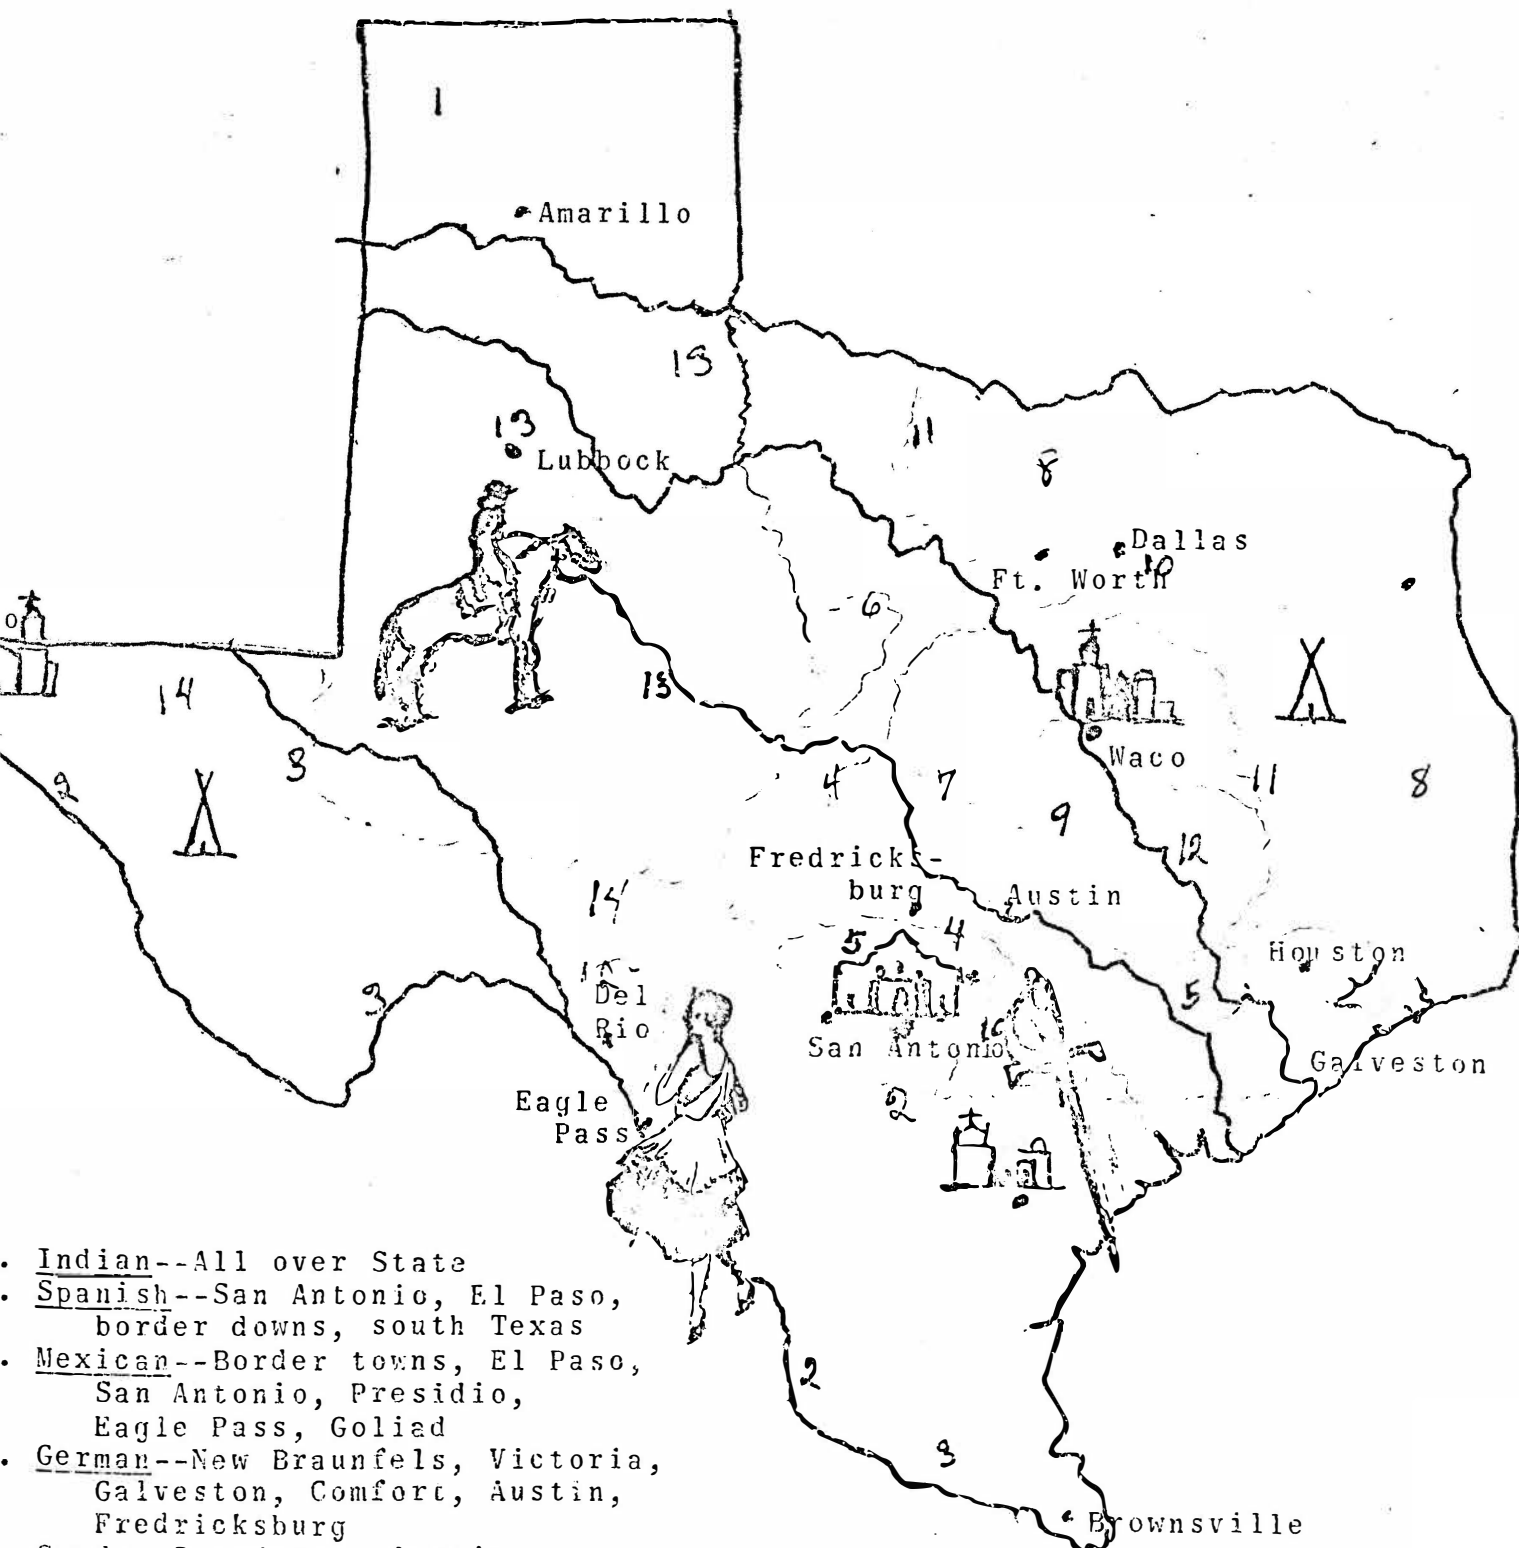 1
Amarillo
13
11
13
8
Lubbock
Dallas
10
Ft. Worth
6
o
14
13
3
2
4
7
Waco
11
8
9
12
Fredricks-
burg
Austin
14
5
4
Houston
3
Del
Rio
5
San Antonio
Galveston
2
Eagle
Pass
. Indian--All over State
. Spanish--San Antonio, El Paso,
border downs, south Texas
. Mexican--Border towns, El Paso,
San Antonio, Presidio,
Eagle Pass, Goliad
2
. German--New Braunfels, Victoria,
Galveston, Comfort, Austin,
Fredricksburg
3
Brownsville